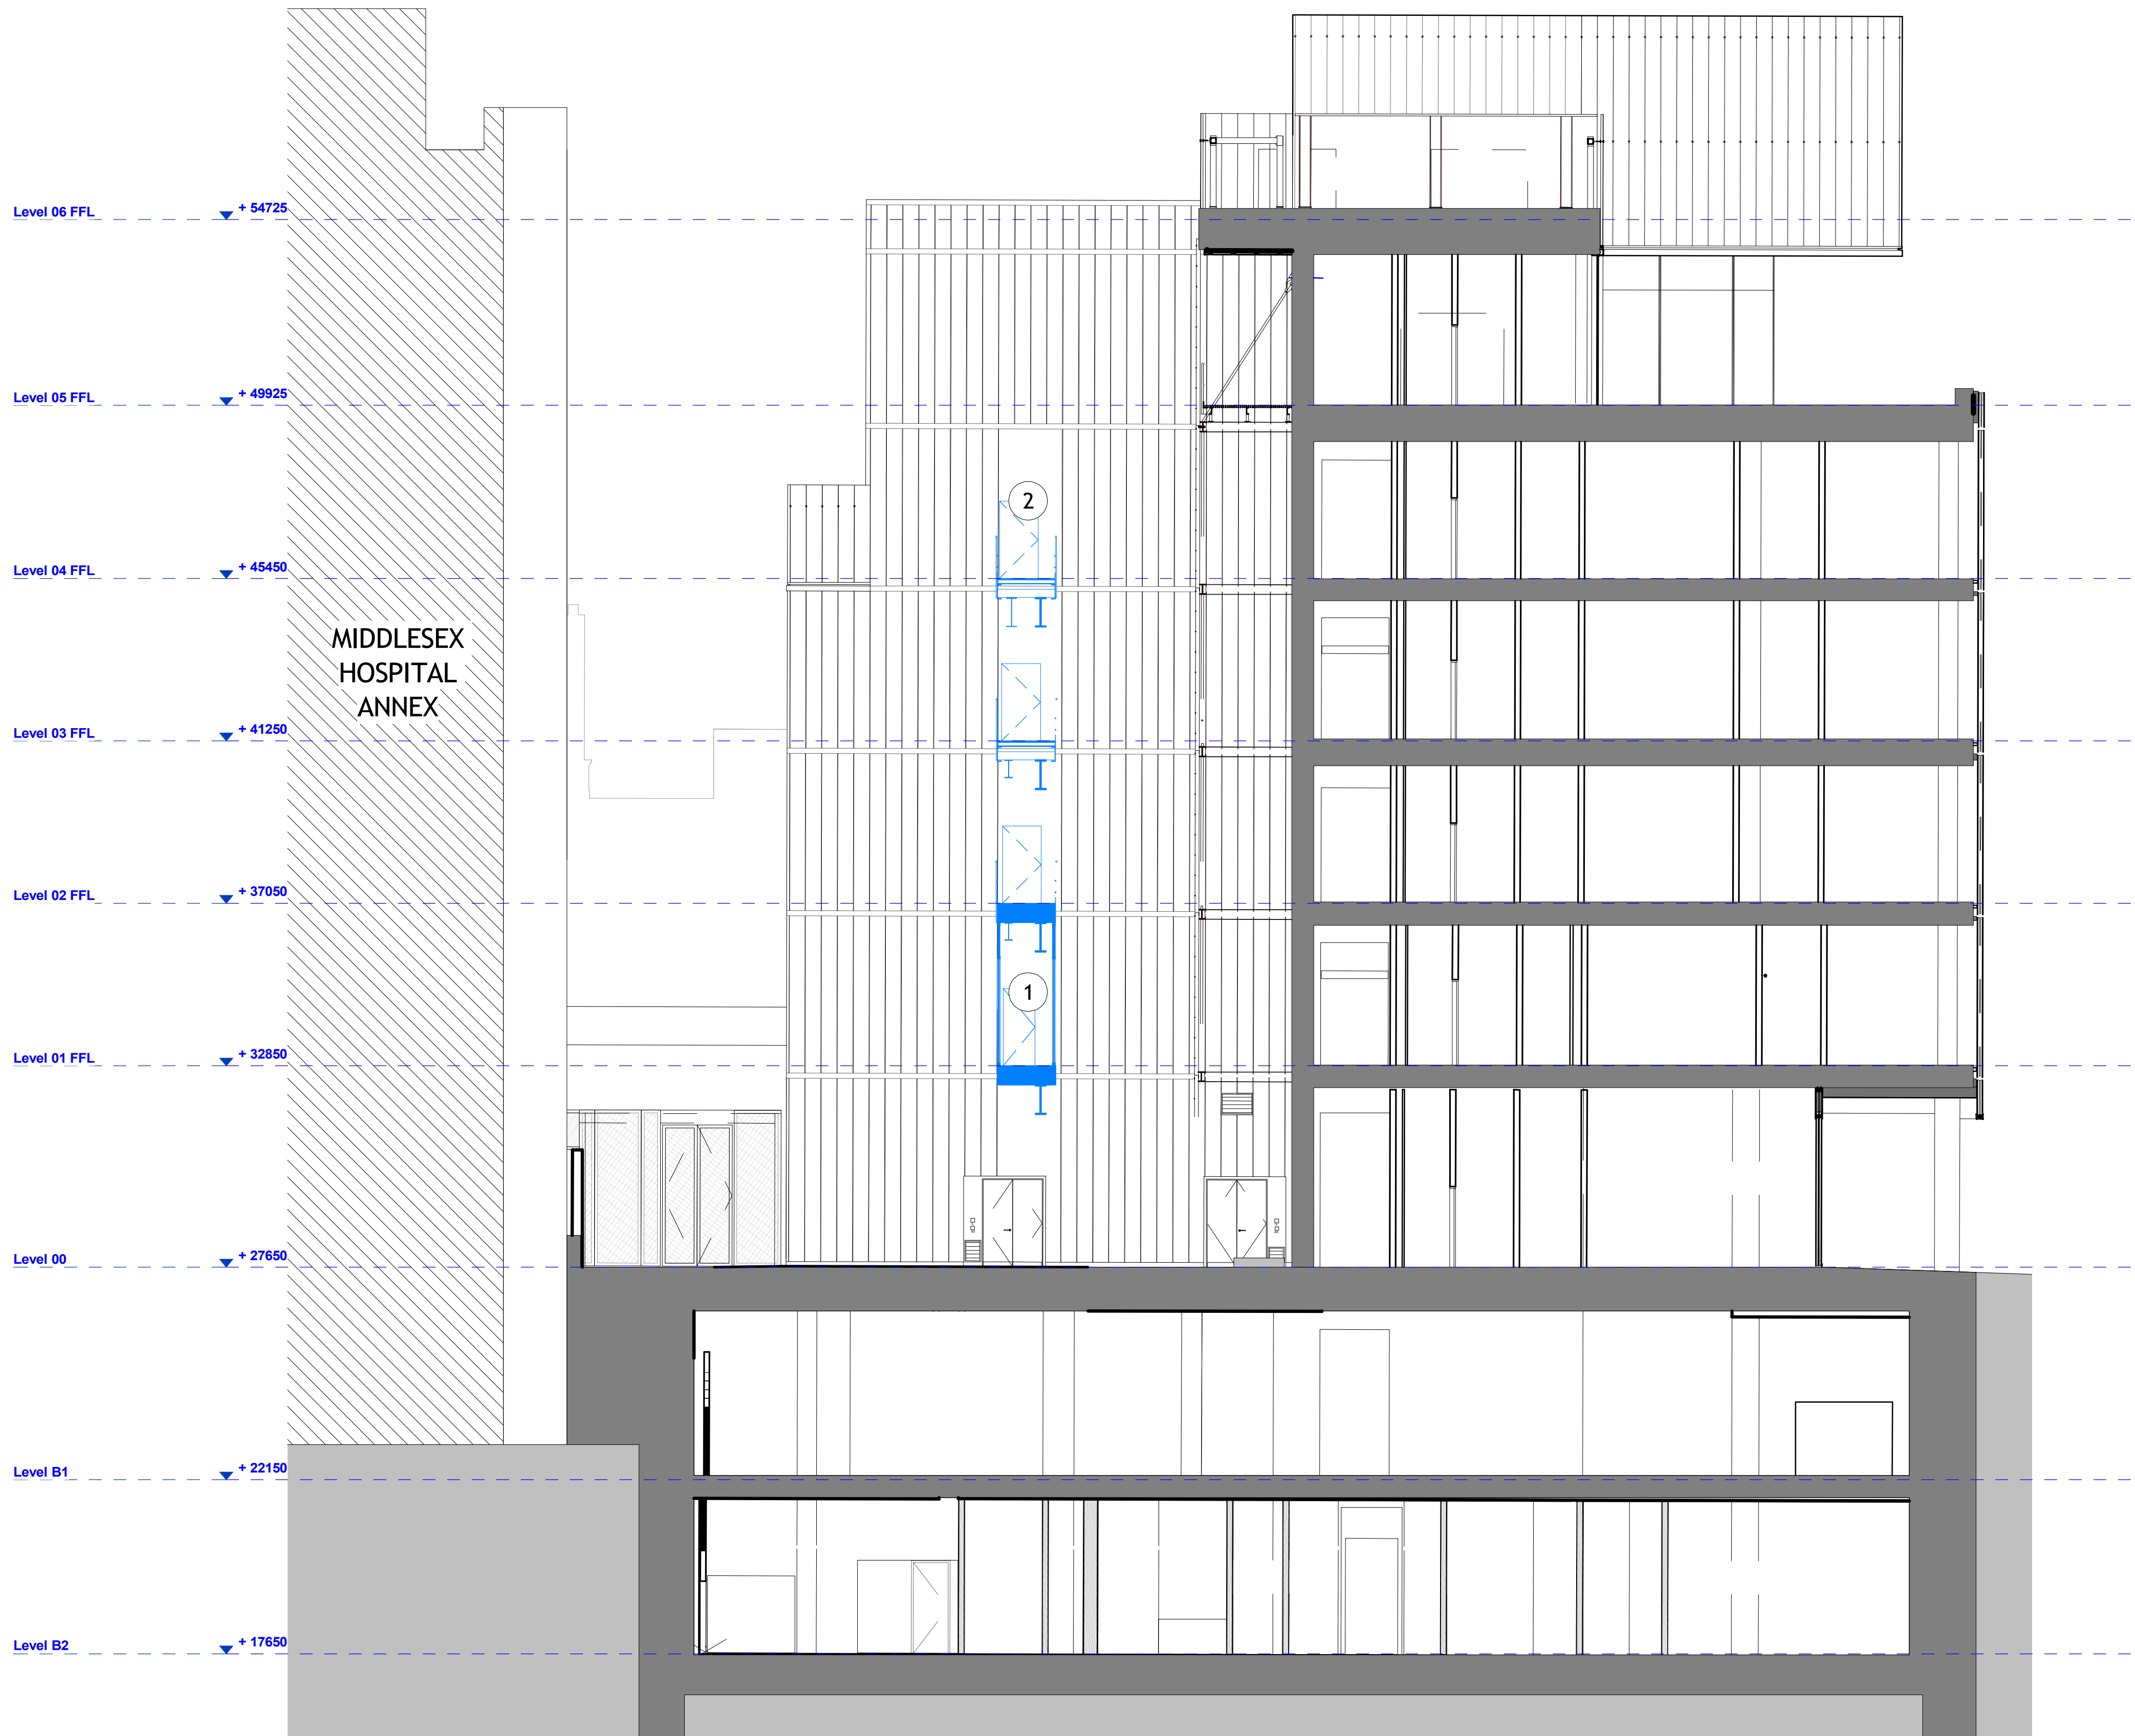 Level 06 FFL + 54725
Level 05 FFL + 49925
2
Level 04 FFL + 45450
MIDDLESEX
HOSPITAL
ANNEX
Level 03 FFL + 41250
Level 02 FFL + 37050
1
Level 01 FFL + 32850
Level 00 + 27650
Level B1 + 22150
Level B2 + 17650